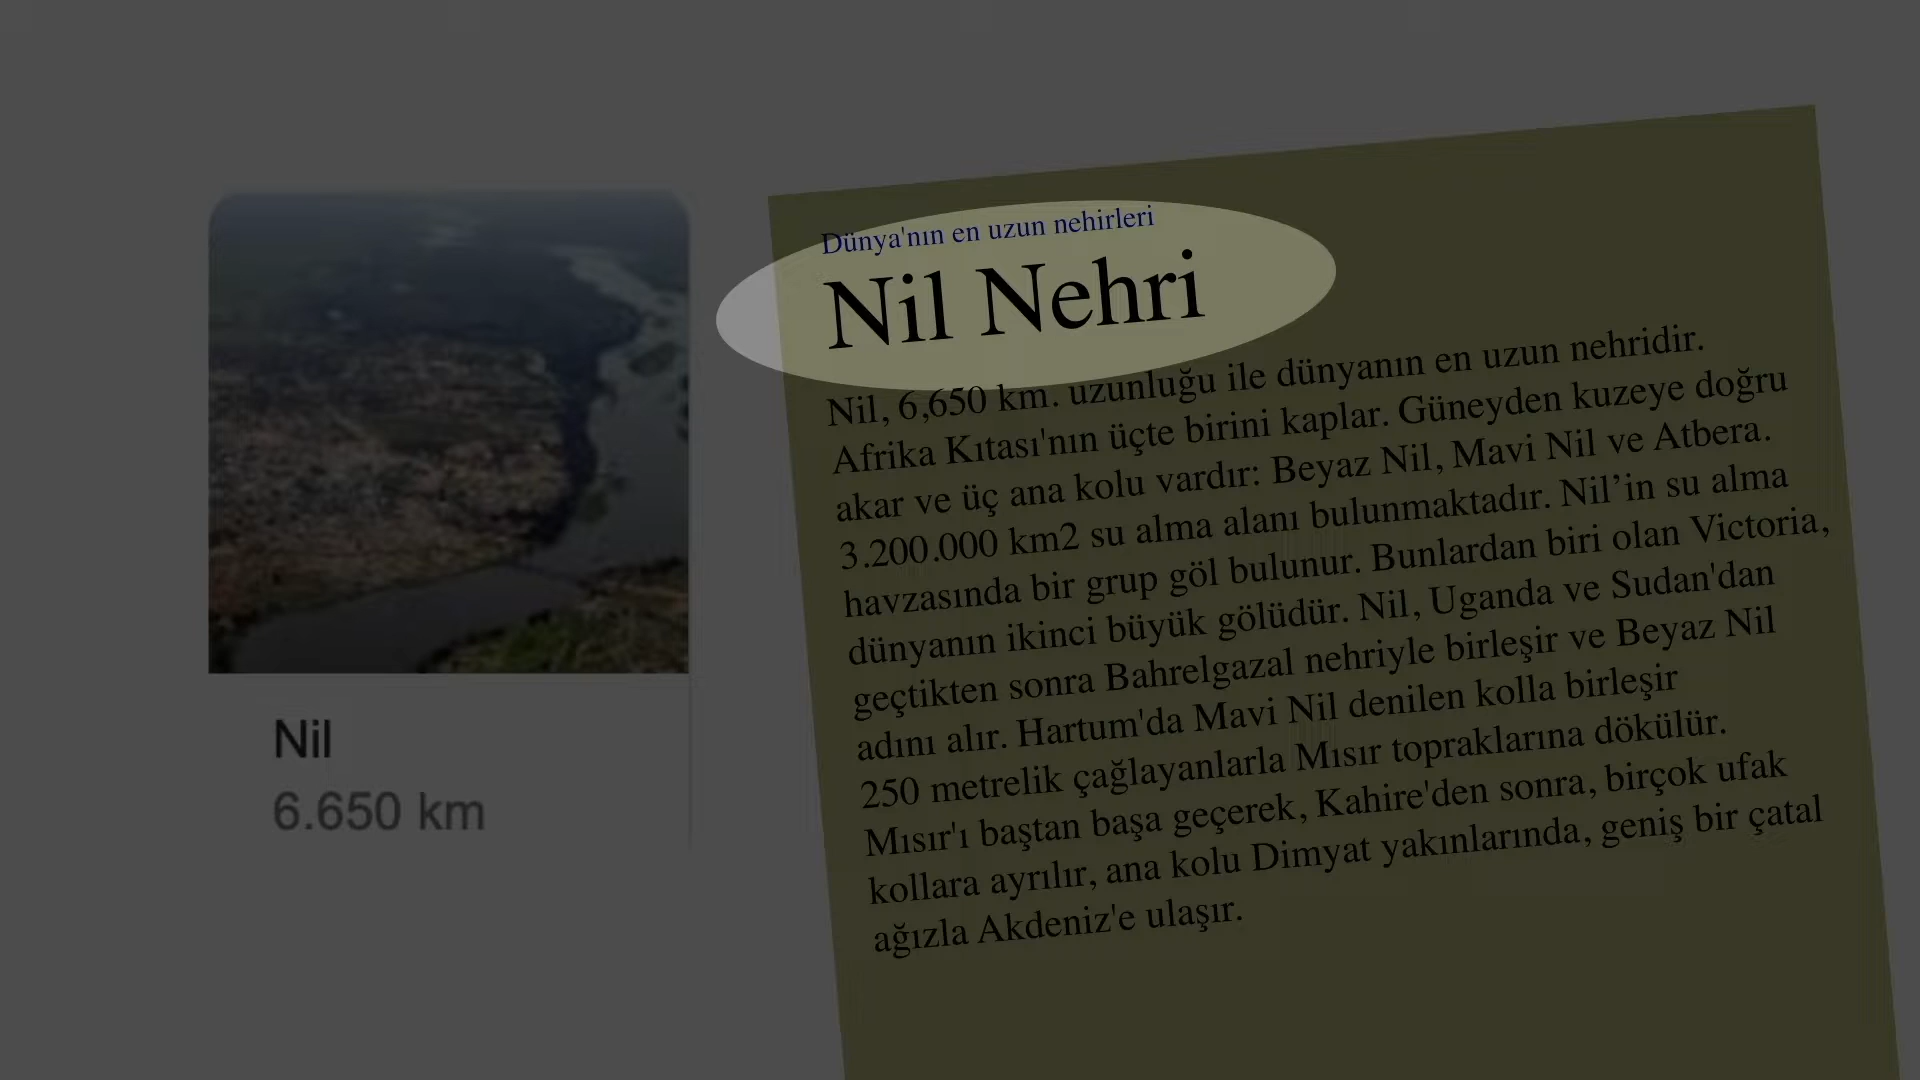 Nil
6.650 km
Dünya'nın en uzun nehirleri
Nil Nehri
Nil, 6,650 km. uzunluğu ile dünyanın en uzun nehridir.
Afrika Kıtası'nın üçte birini kaplar. Güneyden kuzeye doğru
akar ve üç ana kolu vardır: Beyaz Nil, Mavi Nil ve Atbera.
3.200.000 km2 su alma alanı bulunmaktadır. Nil’in su alma
havzasında bir grup göl bulunur. Bunlardan biri olan Victoria,
dünyanın ikinci büyük gölüdür. Nil, Uganda ve Sudan'dan
geçtikten sonra Bahrelgazal nehriyle birleşir ve Beyaz Nil
adını alır. Hartum'da Mavi Nil denilen kolla birleşir
250 metrelik çağlayanlarla Mısır topraklarına dökülür.
Mısır'ı baştan başa geçerek, Kahire'den sonra, birçok ufak
kollara ayrılır, ana kolu Dimyat yakınlarında, geniş bir çatal
ağızla Akdeniz'e ulaşır.